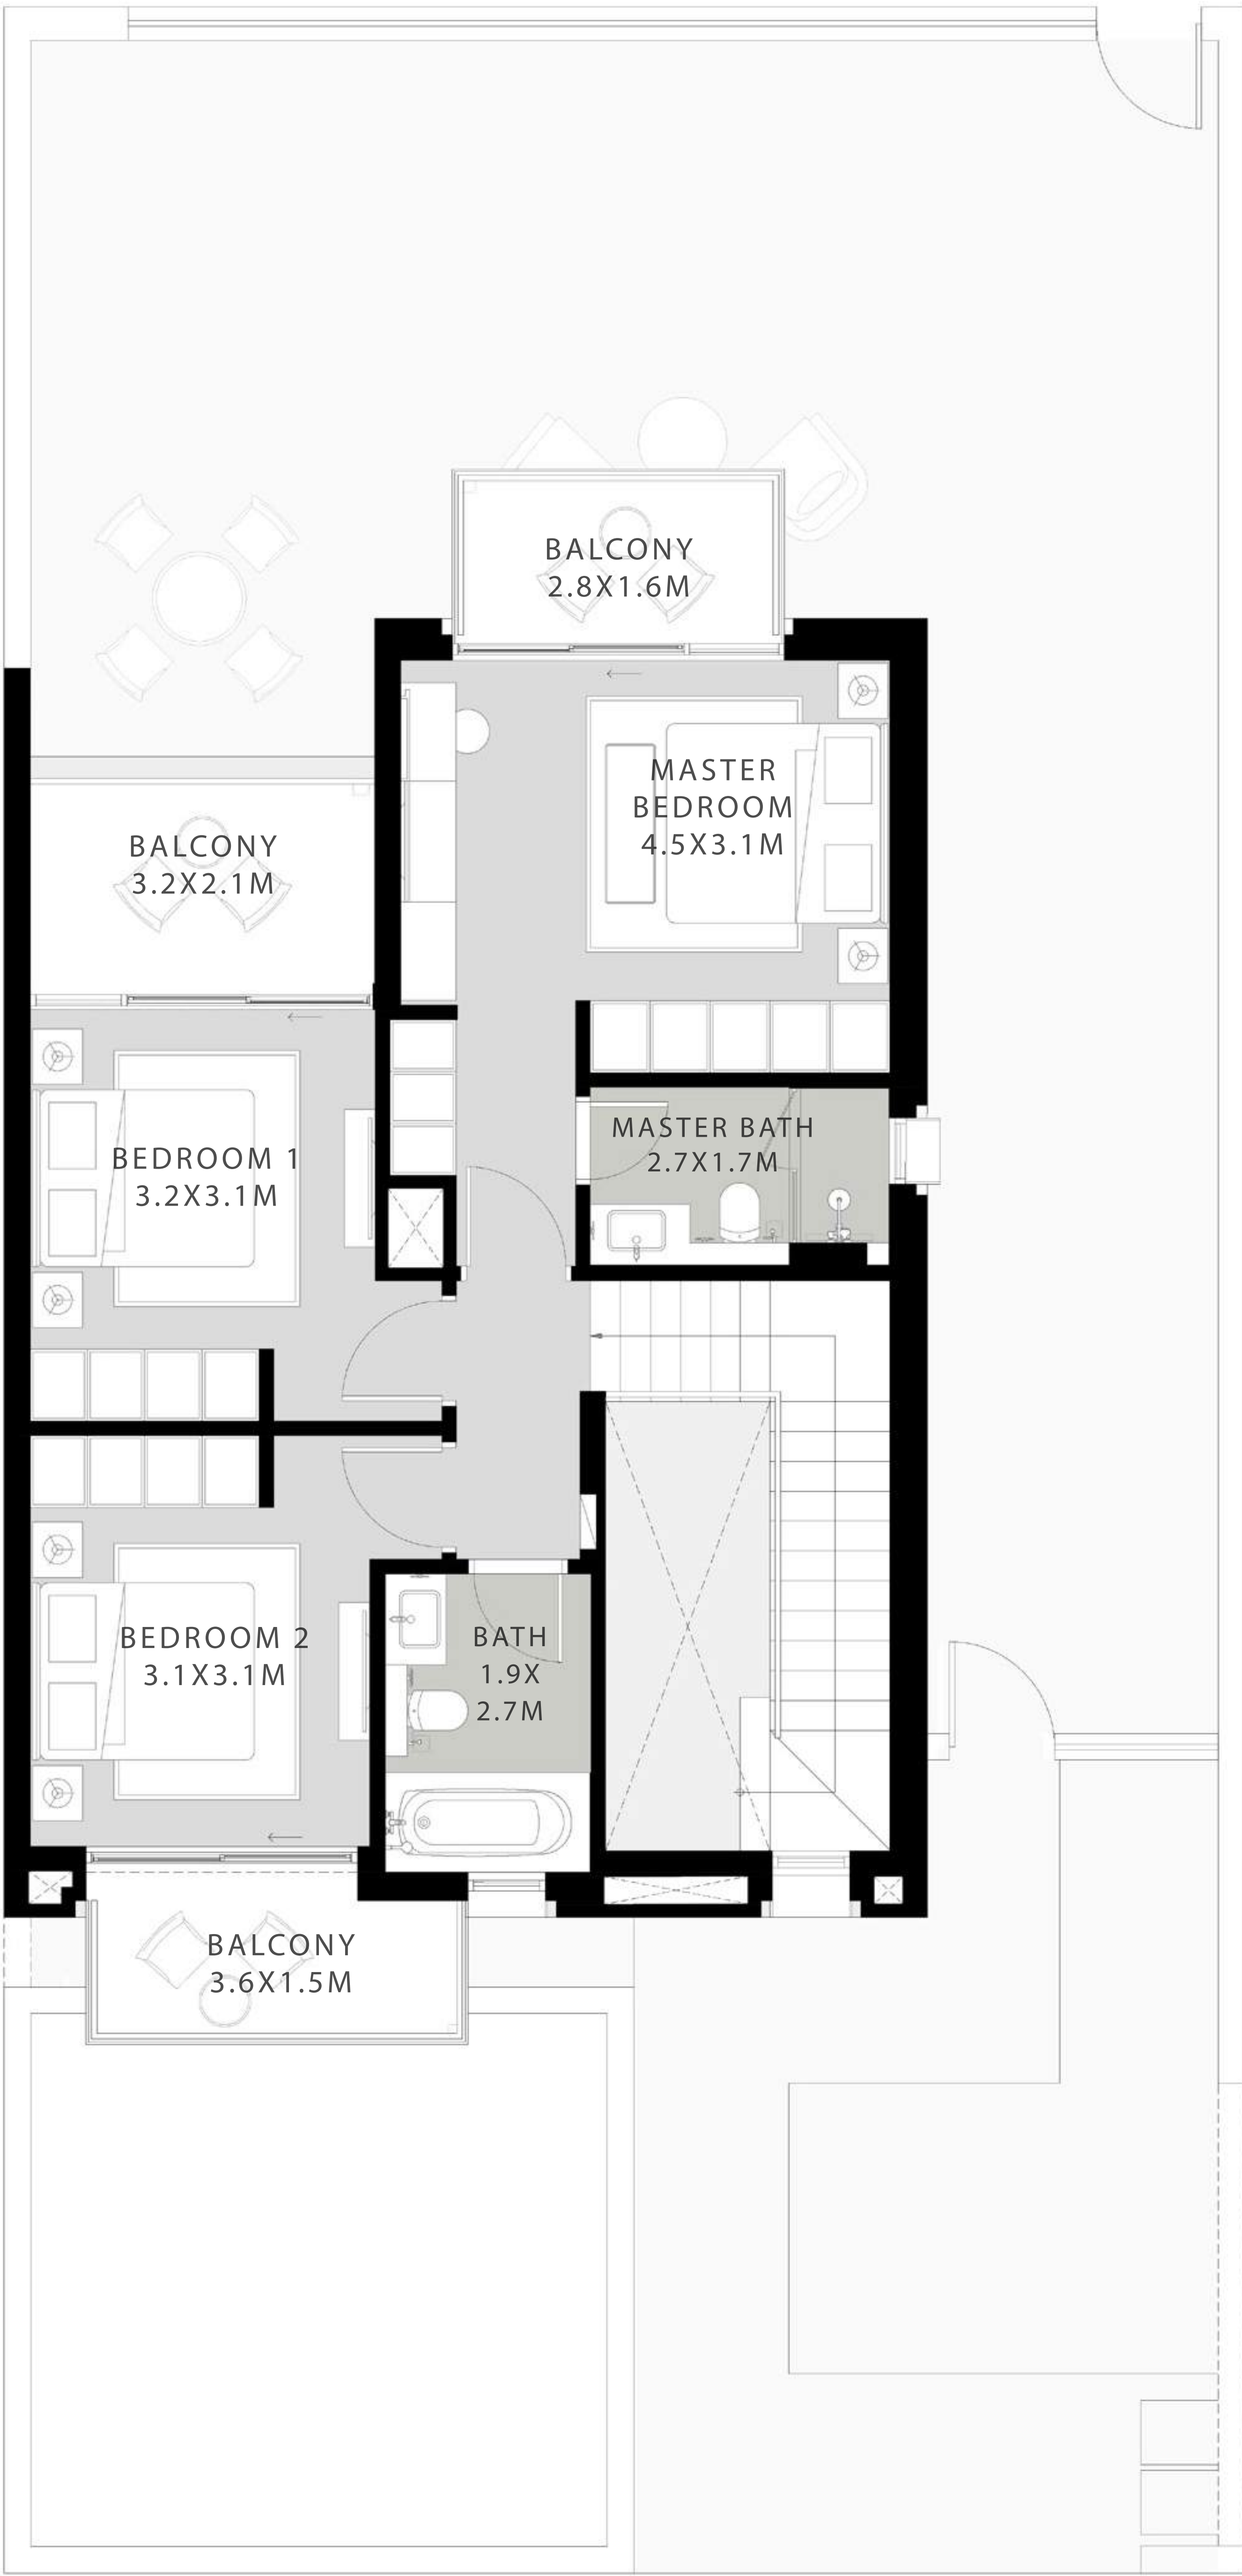 BALCONY
2.8X1.6M
MASTER
BEDROOM
4.5X3.1M
BALCONY
3.2X2.1M
BEDROOM 1
3.2X3.1M
MASTER BATH
2.7X1.7M
BEDROOM 2
3.1X3.1M
BATH
1.9X
2.7M
BALCONY
3.6X1.5M